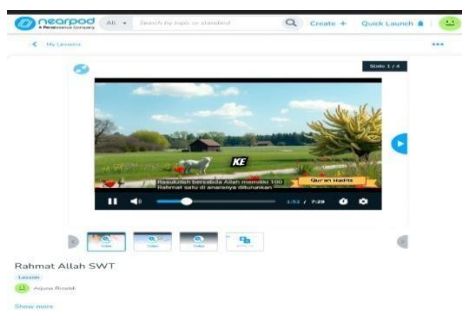 nearpod
All
Search by topic or standard
Create +
Quick Launch
My Lessons
Slide 1 / 4
KE
Rasulullah bersabda Allah memiliki 100
Rahmat satu di antaranya diturunkan
Qur'an Hadits
1:52 / 7:29
Rahmat Allah SWT
Lesson
Show more